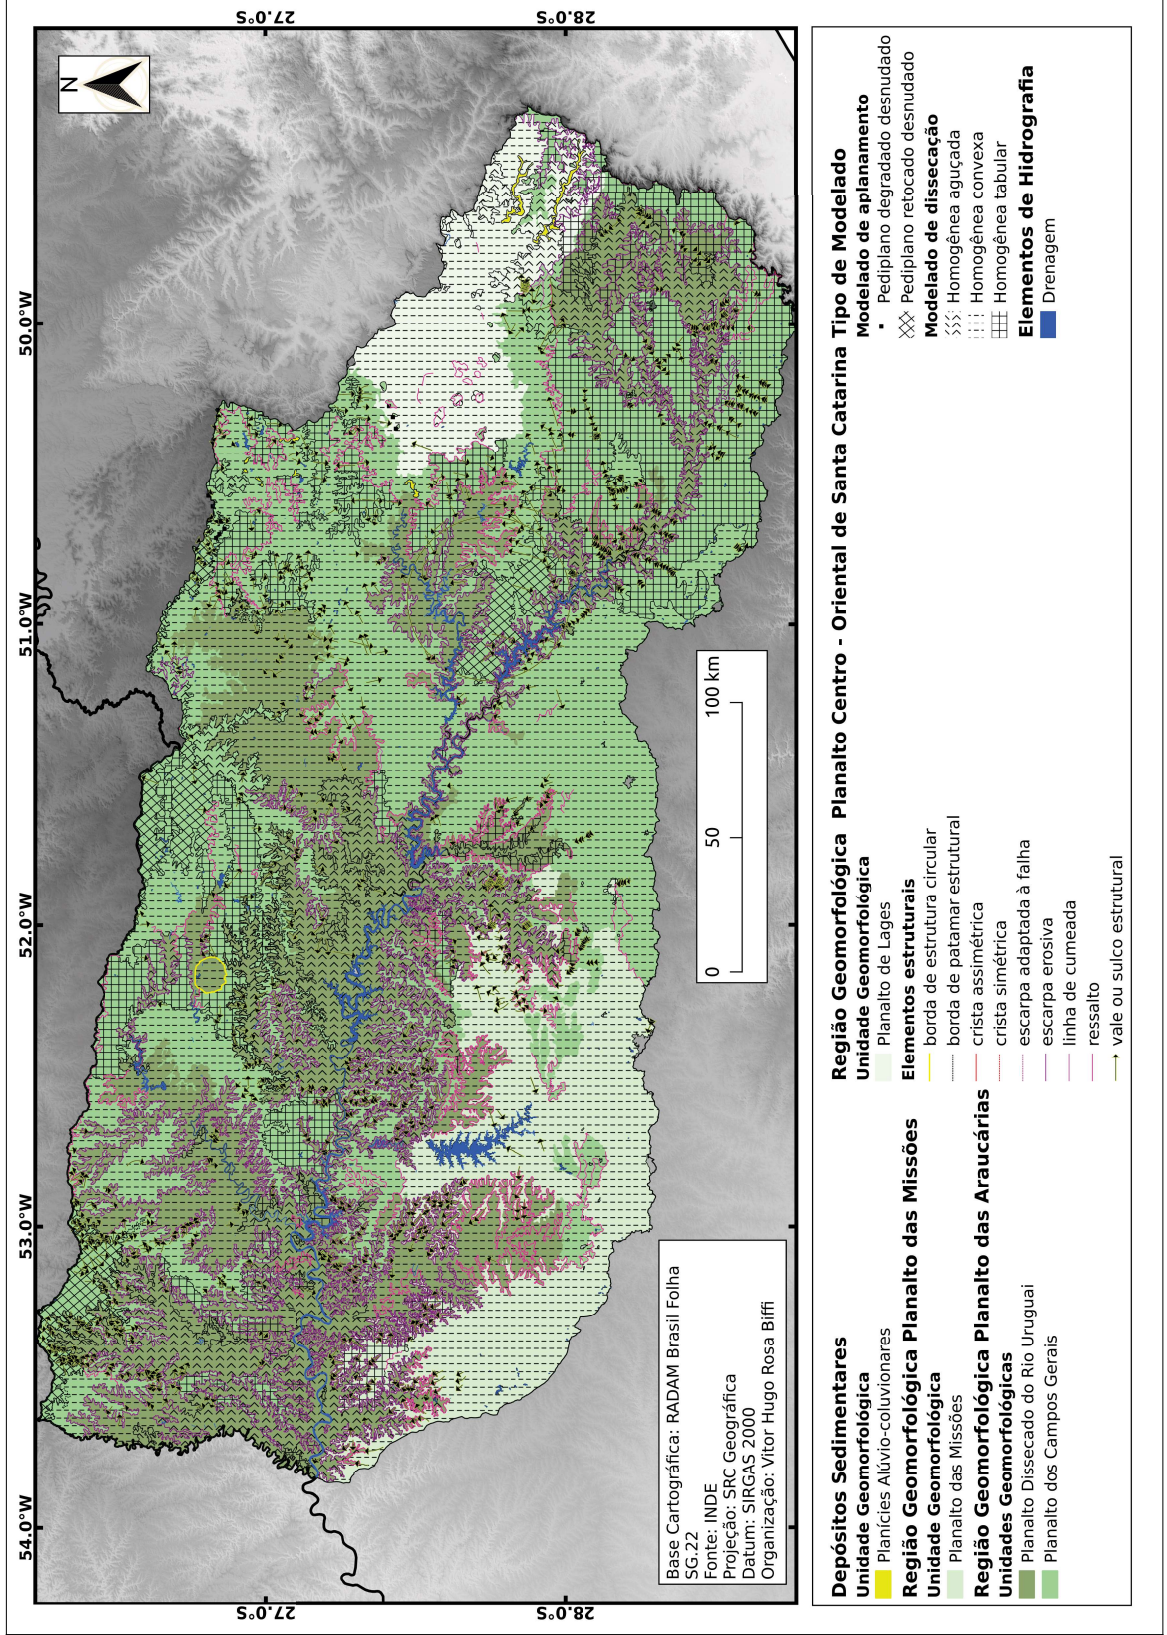 54.0°W
53.0°W
52.0°W
51.0°W
50.0°W
27.0°S
28.0°S
27.0°S
28.0°S
N
Base Cartográfica: RADAM Brasil Folha
SG.22
Fonte: INDE
Projeção: SRC Geográfica
Datum: SIRGAS 2000
Organização: Vitor Hugo Rosa Biffi
0
50
100 km
Depósitos Sedimentares
Unidade Geomorfológica
Planícies Alúvio-coluvionares
Região Geomorfológica Planalto das Missões
Unidade Geomorfológica
Planalto das Missões
Região Geomorfológica Planalto das Araucárias
Unidades Geomorfológicas
Planalto Dissecado do Rio Uruguai
Planalto dos Campos Gerais
Região Geomorfológica Planalto Centro - Oriental de Santa Catarina
Unidade Geomorfológica
Planalto de Lages
Elementos estruturais
borda de estrutura circular
borda de patamar estrutural
crista assimétrica
crista simétrica
escarpa adaptada à falha
escarpa erosiva
linha de cumeada
ressalto
vale ou sulco estrutural
Tipo de Modelado
Modelado de aplanamento
Pediplano degradado desnudado
Pediplano retocado desnudado
Modelado de dissecação
Homogênea aguçada
Homogênea convexa
Homogênea tabular
Elementos de Hidrografia
Drenagem